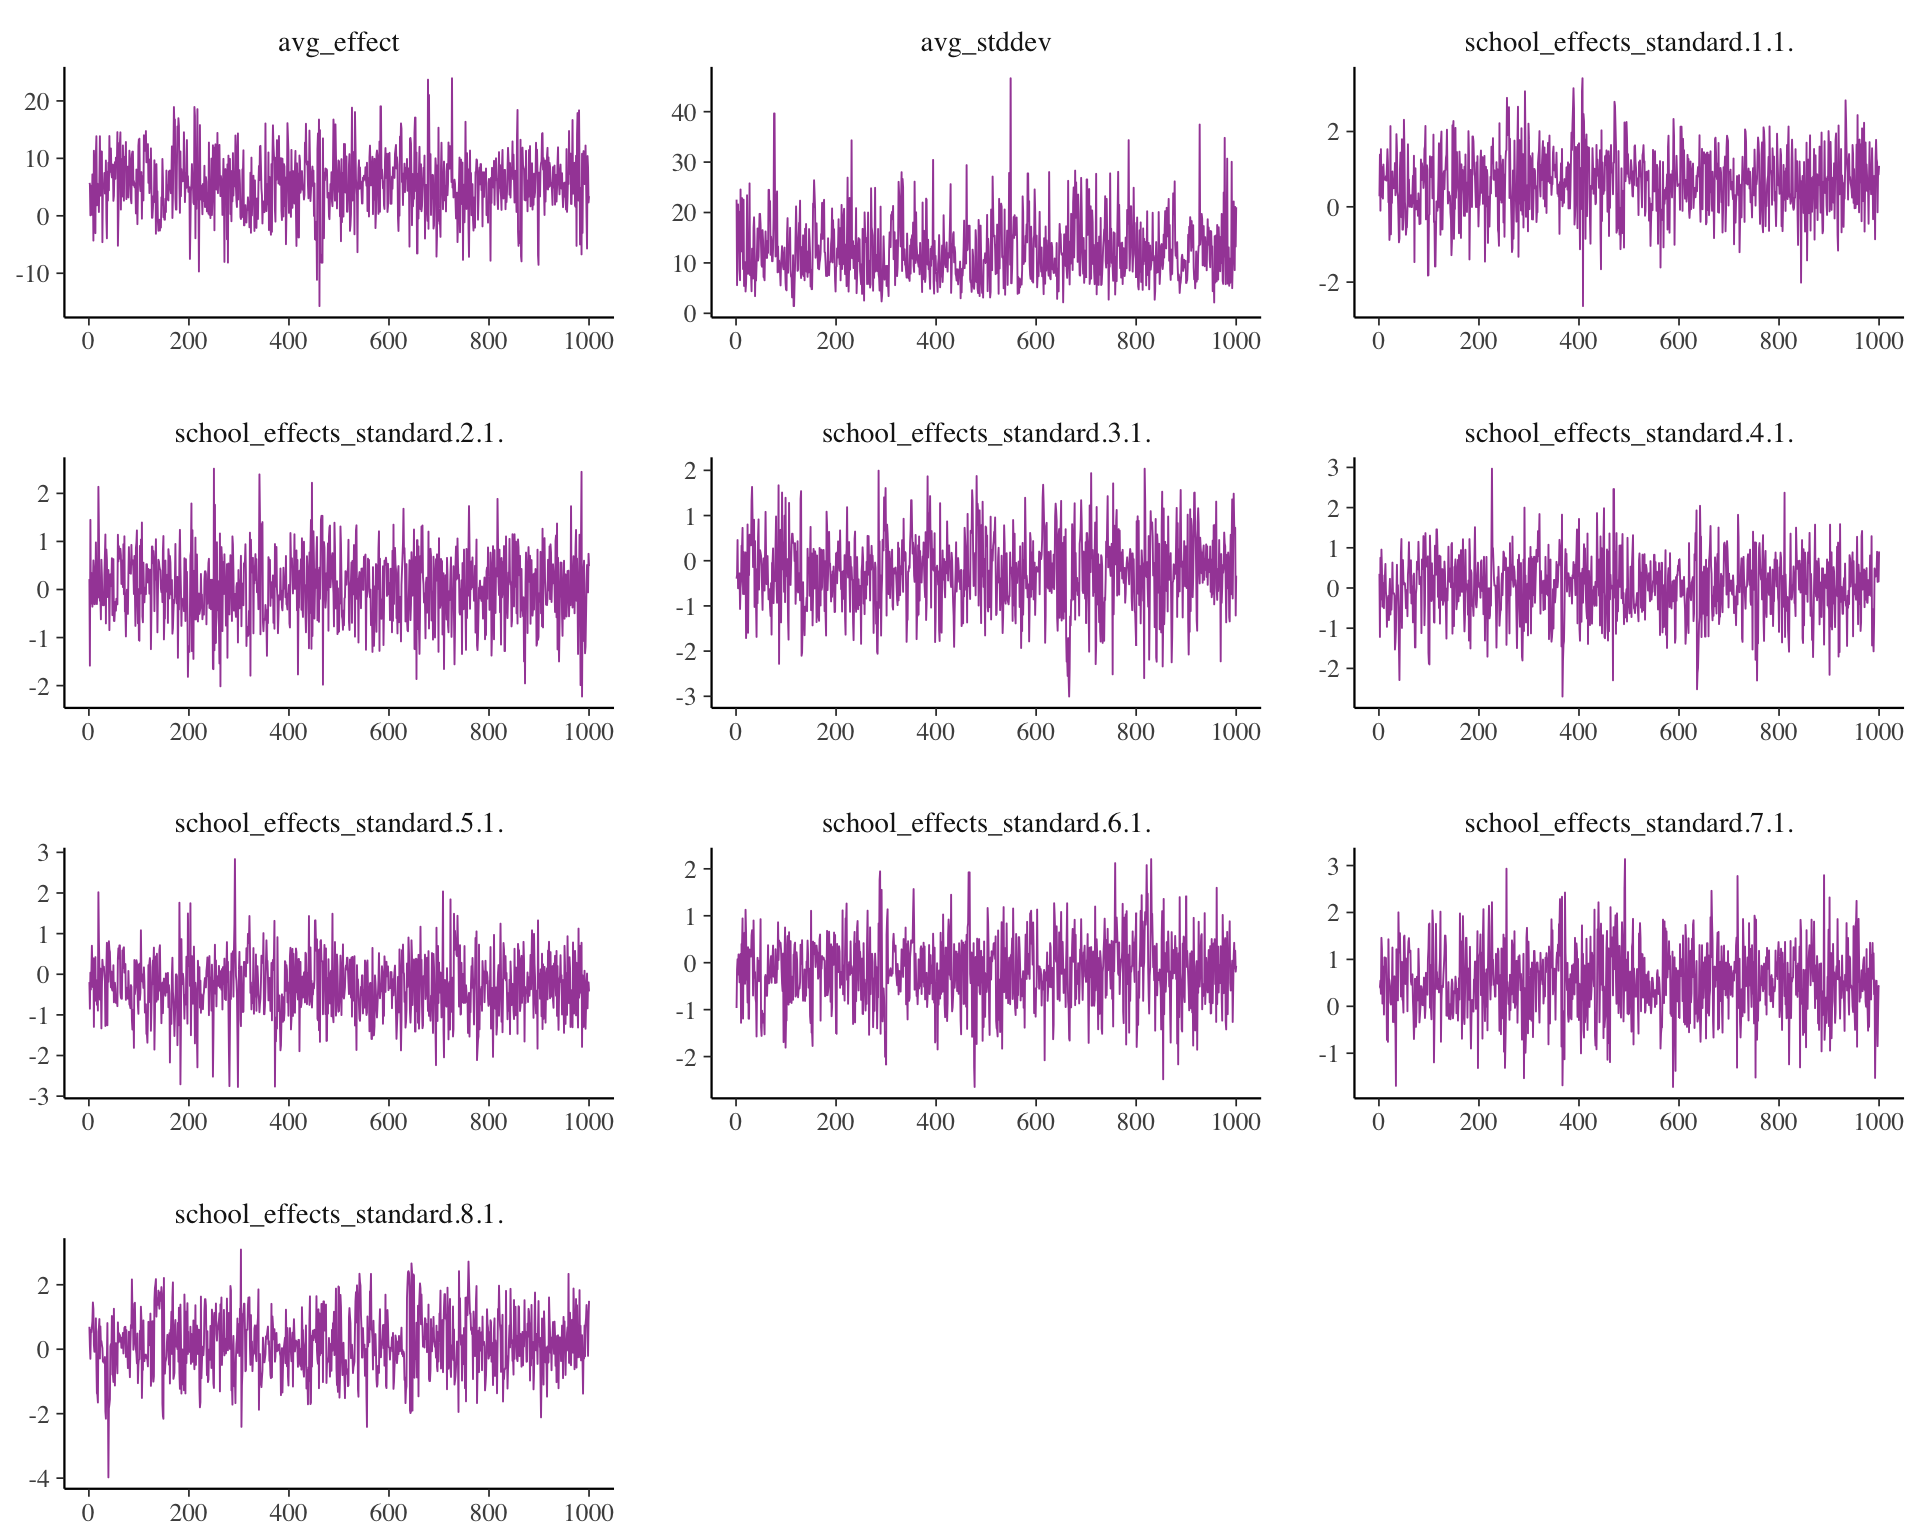 avg_effect avg_stddev school_effects_standard.1.1.
20 40 2
10 30
0 20 0
-10 10 -2
0
0 200 400 600 800 1000 0 200 400 600 800 1000 0 200 400 600 800 1000
school_effects_standard.2.1. school_effects_standard.3.1. school_effects_standard.4.1.
2 2 3
1 1 2
0 0 1
-1 -1 0
-2 -2 -1
-3 -2
0 200 400 600 800 1000 0 200 400 600 800 1000 0 200 400 600 800 1000
school_effects_standard.5.1. school_effects_standard.6.1. school_effects_standard.7.1.
3 2 3
2 1 2
1 0 1
0 -1 0
-1 -2 -1
-2
-3
0 200 400 600 800 1000 0 200 400 600 800 1000 0 200 400 600 800 1000
school_effects_standard.8.1.
2
0
-2
-4
0 200 400 600 800 1000